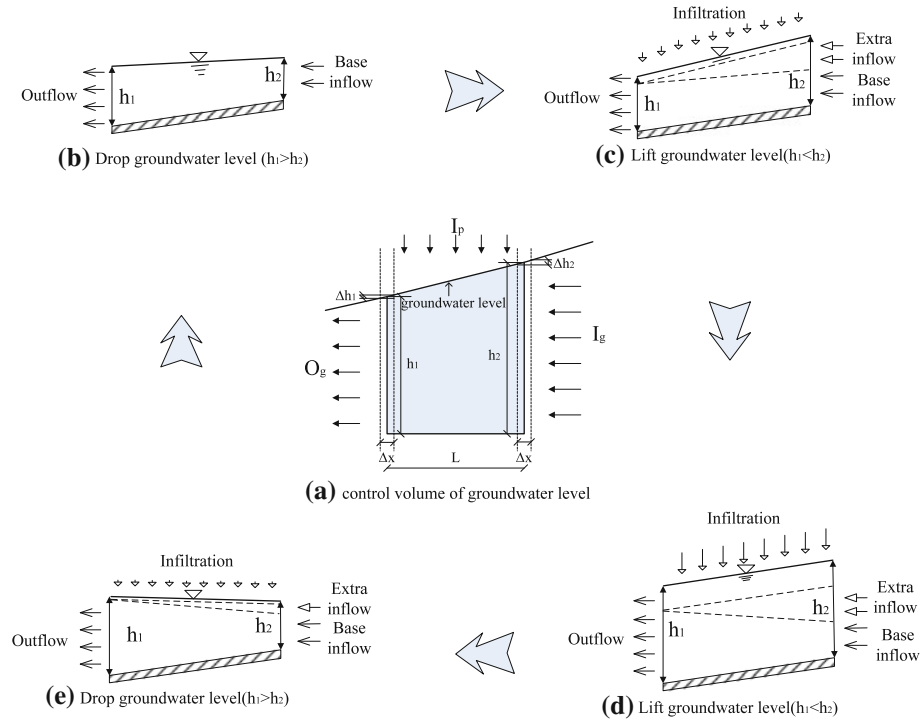 Outflow
h1
h2
Base
inflow
(b) Drop groundwater level (h1>h2)
Infiltration
Outflow
h1
h2
Extra
inflow
Base
inflow
(c) Lift groundwater level(h1<h2)
Ip
Δh1
Δh2
groundwater level
Og
h1
h2
Ig
Δx
L
Δx
(a) control volume of groundwater level
Infiltration
Outflow
h1
h2
Extra
inflow
Base
inflow
(e) Drop groundwater level(h1>h2)
Infiltration
Outflow
h1
h2
Extra
inflow
Base
inflow
(d) Lift groundwater level(h1<h2)